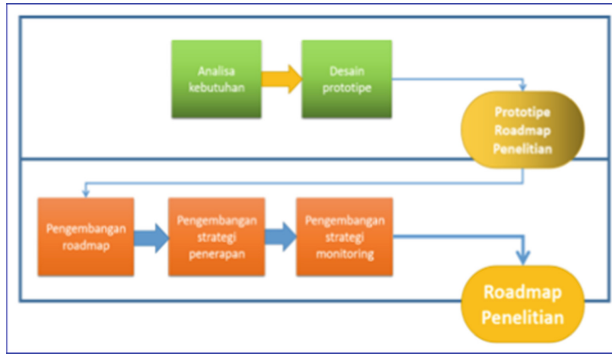 Analisa
kebutuhan
Desain
prototipe
Prototipe
Roadmap
Penelitian
Pengembangan
roadmap
Pengembangan
strategi
penerapan
Pengembangan
strategi
monitoring
Roadmap
Penelitian